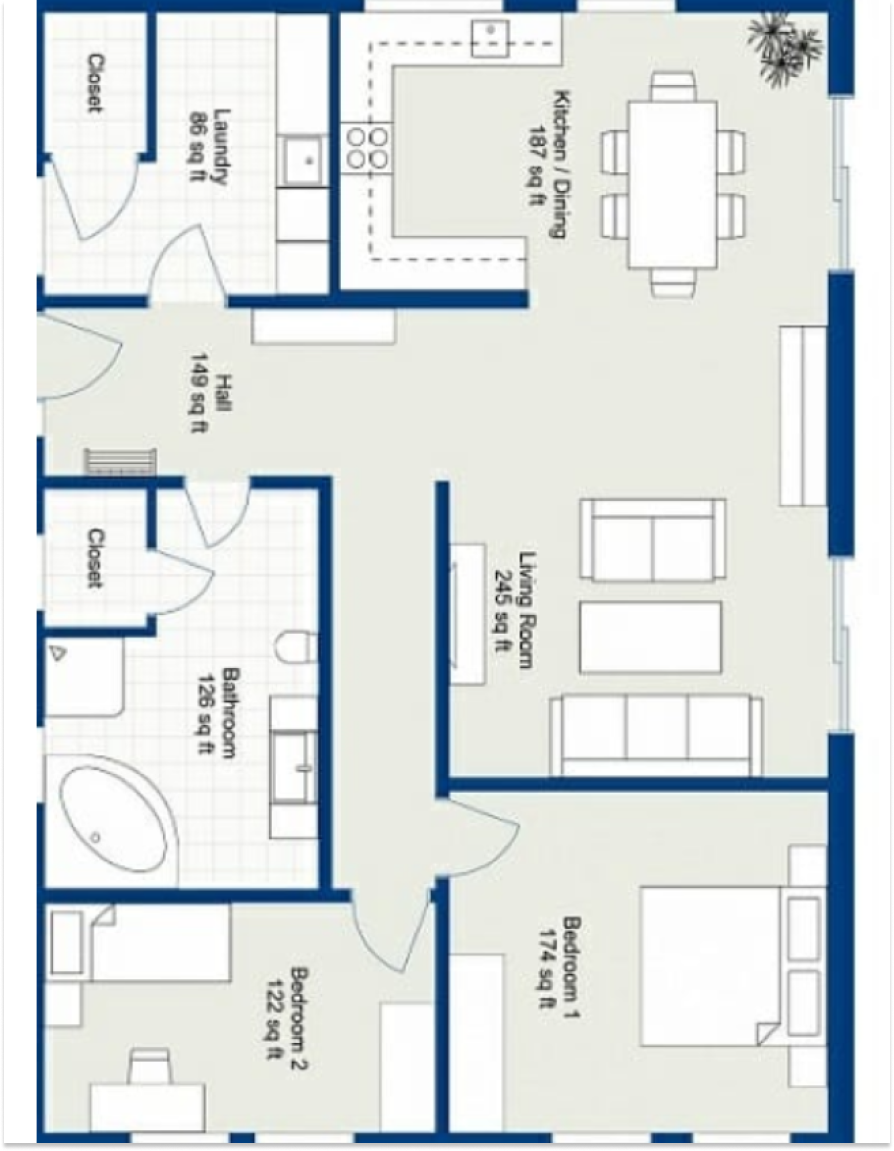 Closet
Laundry
86 sq ft
Kitchen / Dining
187 sq ft
Hall
149 sq ft
Closet
Bathroom
126 sq ft
Living Room
245 sq ft
Bedroom 1
174 sq ft
Bedroom 2
122 sq ft